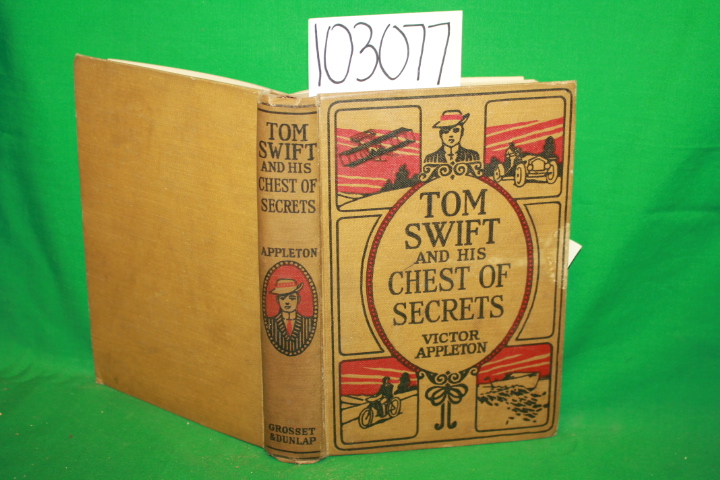 103077
TOM
SWIFT
AND HIS
CHEST OF
SECRETS
APPLETON
GROSSET
& DUNLAP
TOM
SWIFT
AND HIS
CHEST OF
SECRETS
VICTOR
APPLETON